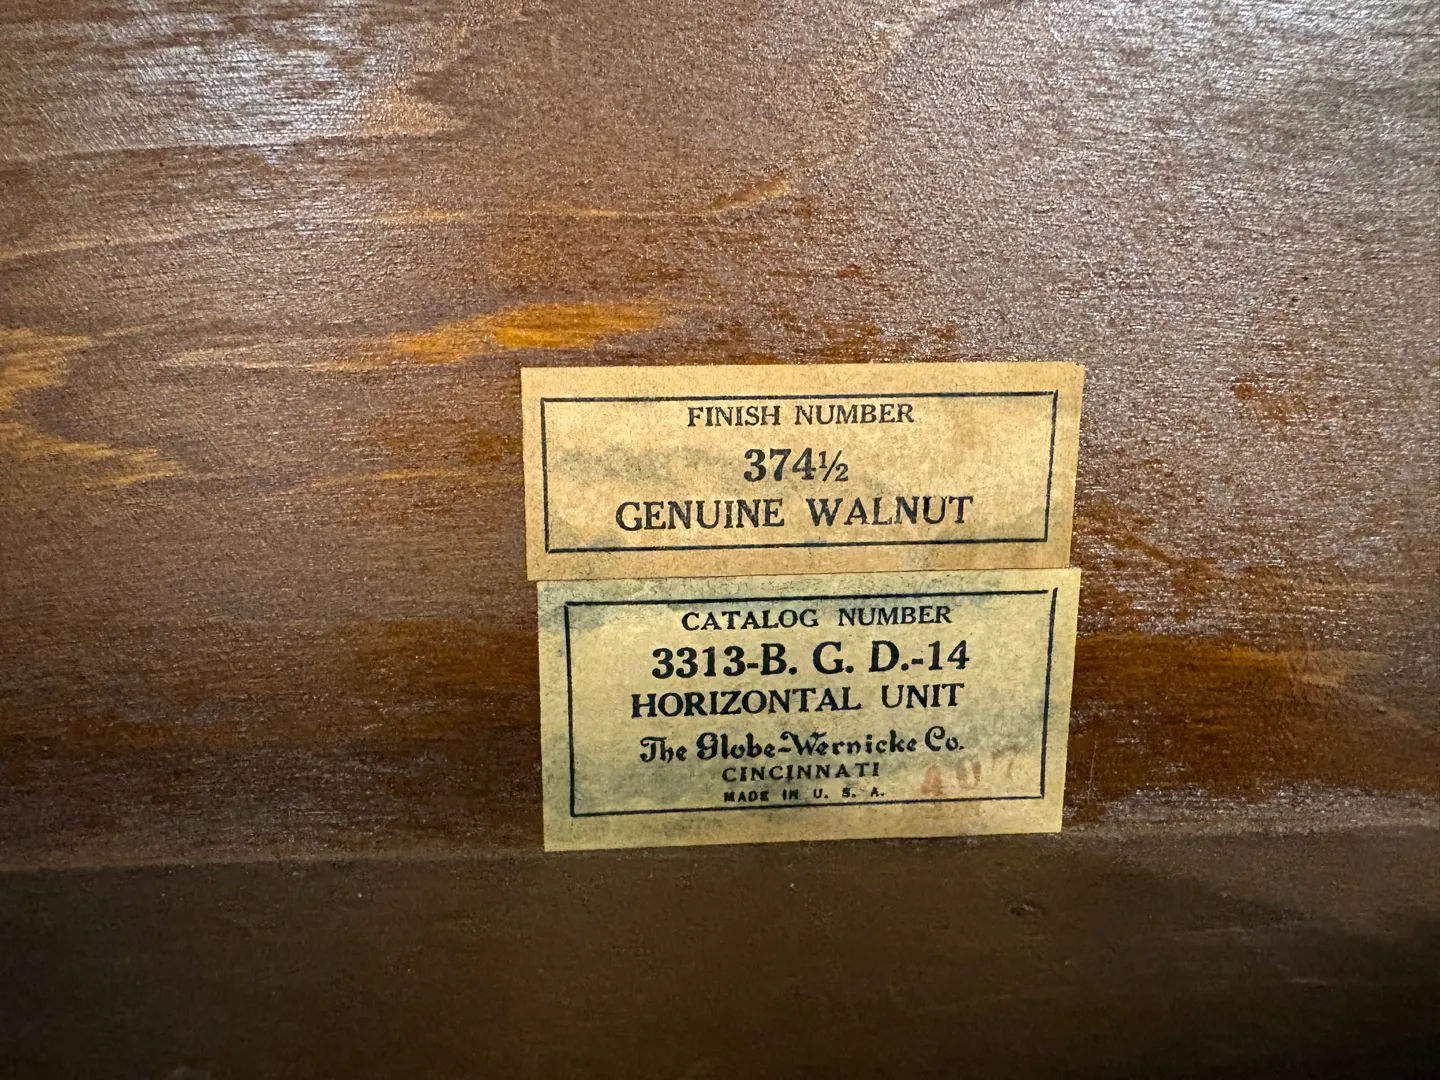 FINISH NUMBER
374½
GENUINE WALNUT
CATALOG NUMBER
3313-B. G. D.-14
HORIZONTAL UNIT
The Globe-Wernicke Co.
CINCINNATI
MADE IN U. S. A.
407